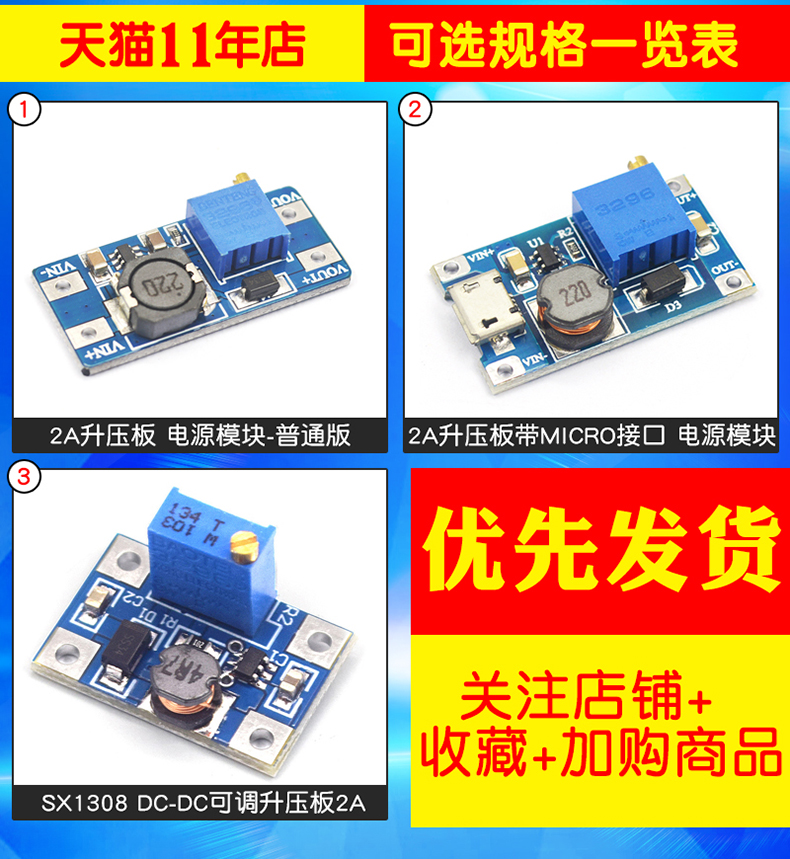 天猫11年店
可选规格一览表
1
2
VOUT+
VIN-
VIN+
220
3296
U1
R2
VIN+
220
OUT-
VIN-
D3
2A升压板 电源模块-普通版
2A升压板带MICRO接口 电源模块
3
134 T
301 M
C2
R1 D1
R2
C1
4R7
SS34
SX1308 DC-DC可调升压板2A
优先发货
关注店铺+
收藏+加购商品